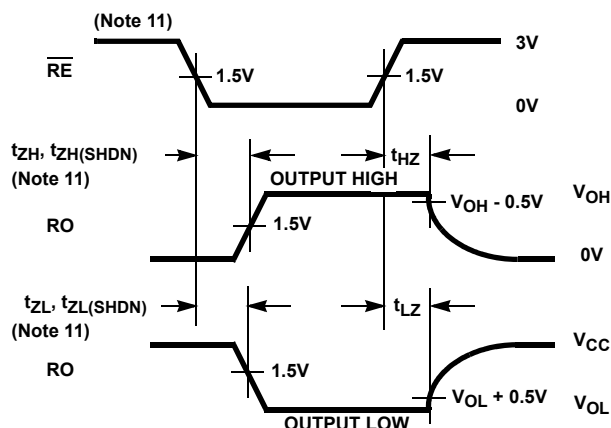 (Note 11)
RE
1.5V
1.5V
3V
0V
tZH, tZH(SHDN)
(Note 11)
tHZ
OUTPUT HIGH
RO
1.5V
VOH - 0.5V
VOH
0V
tZL, tZL(SHDN)
(Note 11)
tLZ
RO
1.5V
VCC
VOL + 0.5V
VOL
OUTPUT LOW